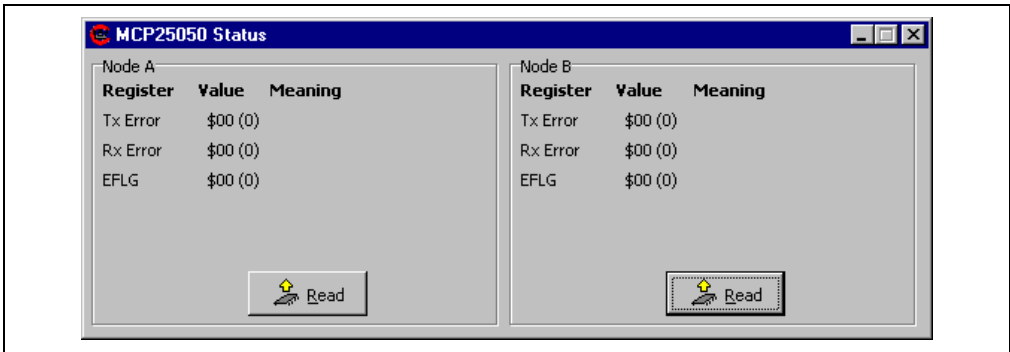 MCP25050 Status
Node A
Register Value Meaning
Tx Error $00 (0)
Rx Error $00 (0)
EFLG $00 (0)
Read
Node B
Register Value Meaning
Tx Error $00 (0)
Rx Error $00 (0)
EFLG $00 (0)
Read